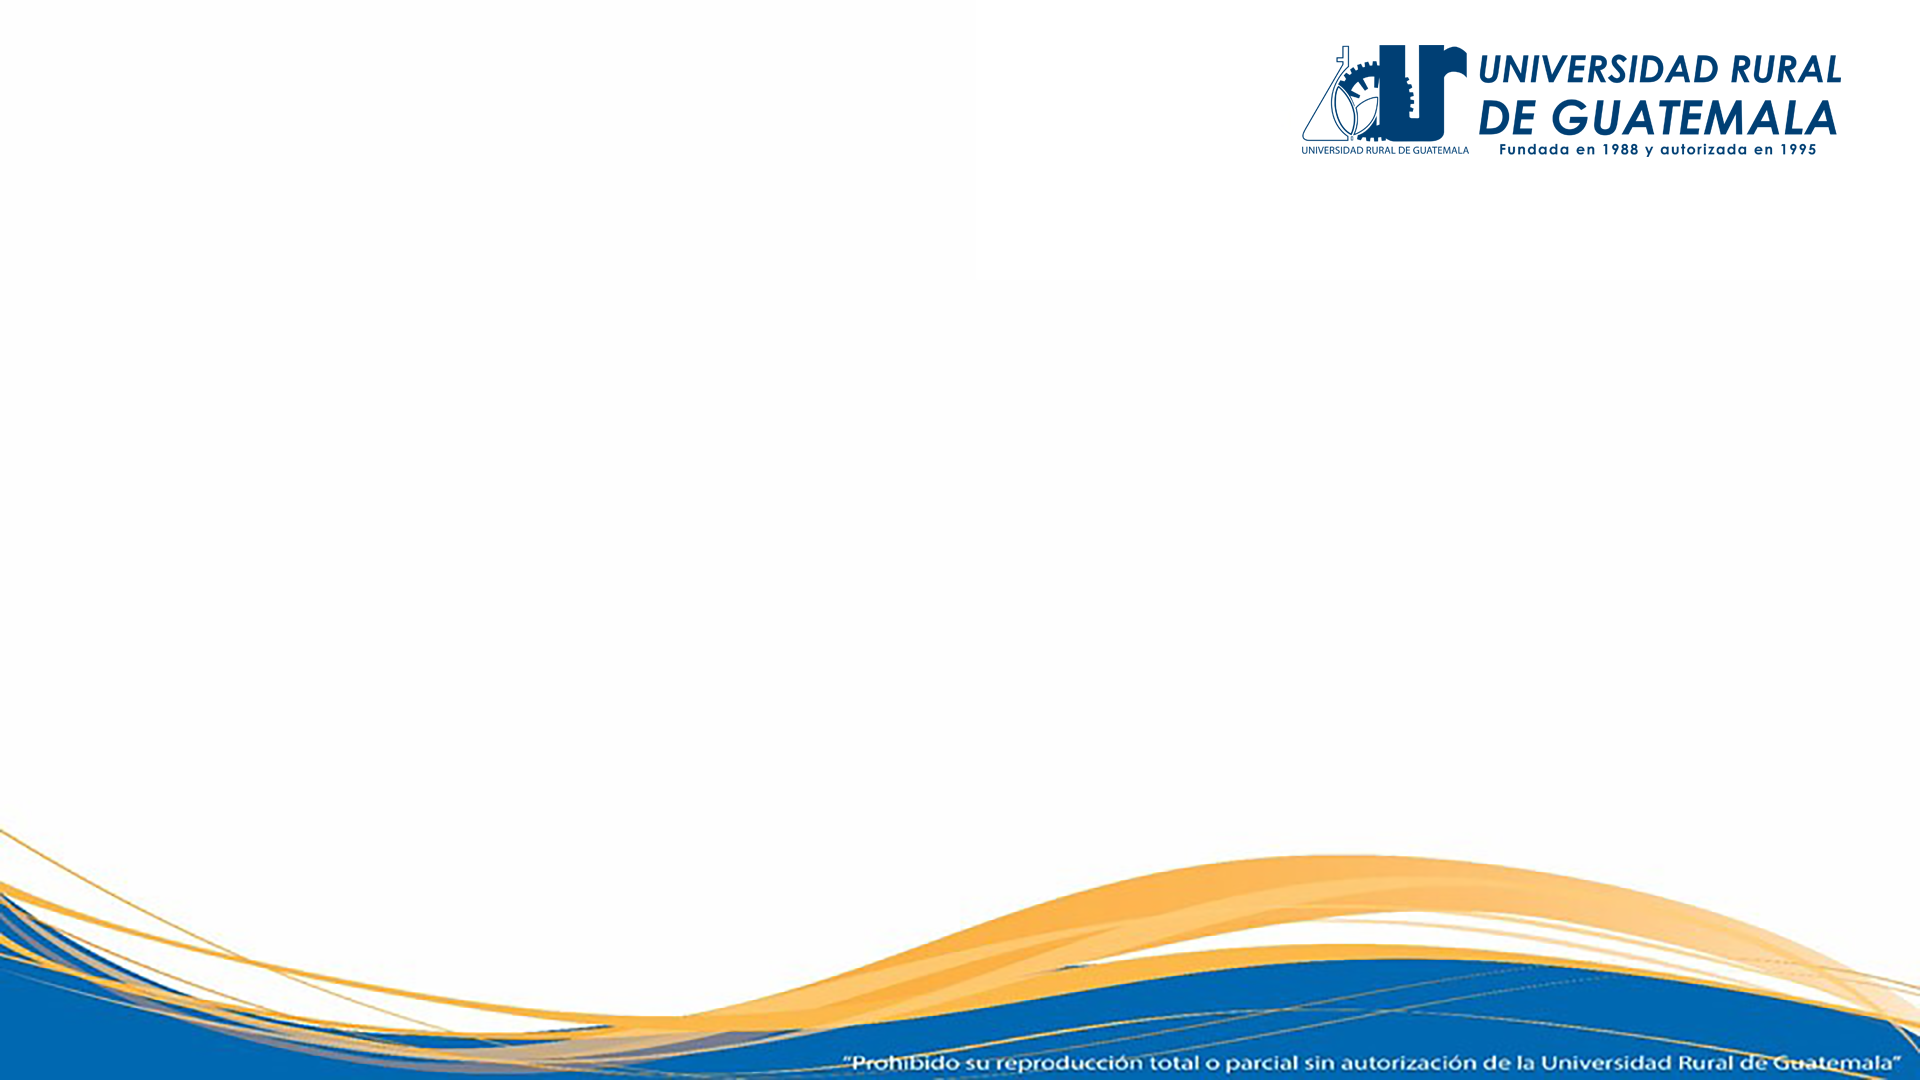 UNIVERSIDAD RURAL
DE GUATEMALA
Fundada en 1988 y autorizada en 1995
UNIVERSIDAD RURAL DE GUATEMALA
"Prohibido su reproducción total o parcial sin autorización de la Universidad Rural de Guatemala"